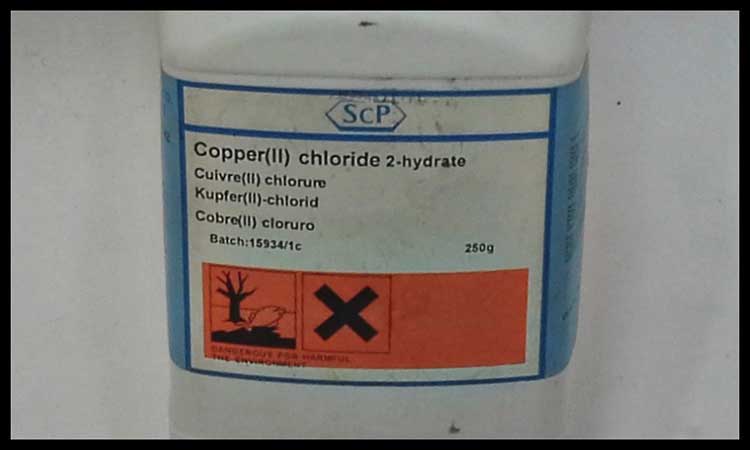 ScP
Copper(II) chloride 2-hydrate
Cuivre(II) chlorure
Kupfer(II)-chlorid
Cobre(II) cloruro
Batch:15934/1c 250g
DANGEROUS FOR HARMFUL
THE ENVIRONMENT